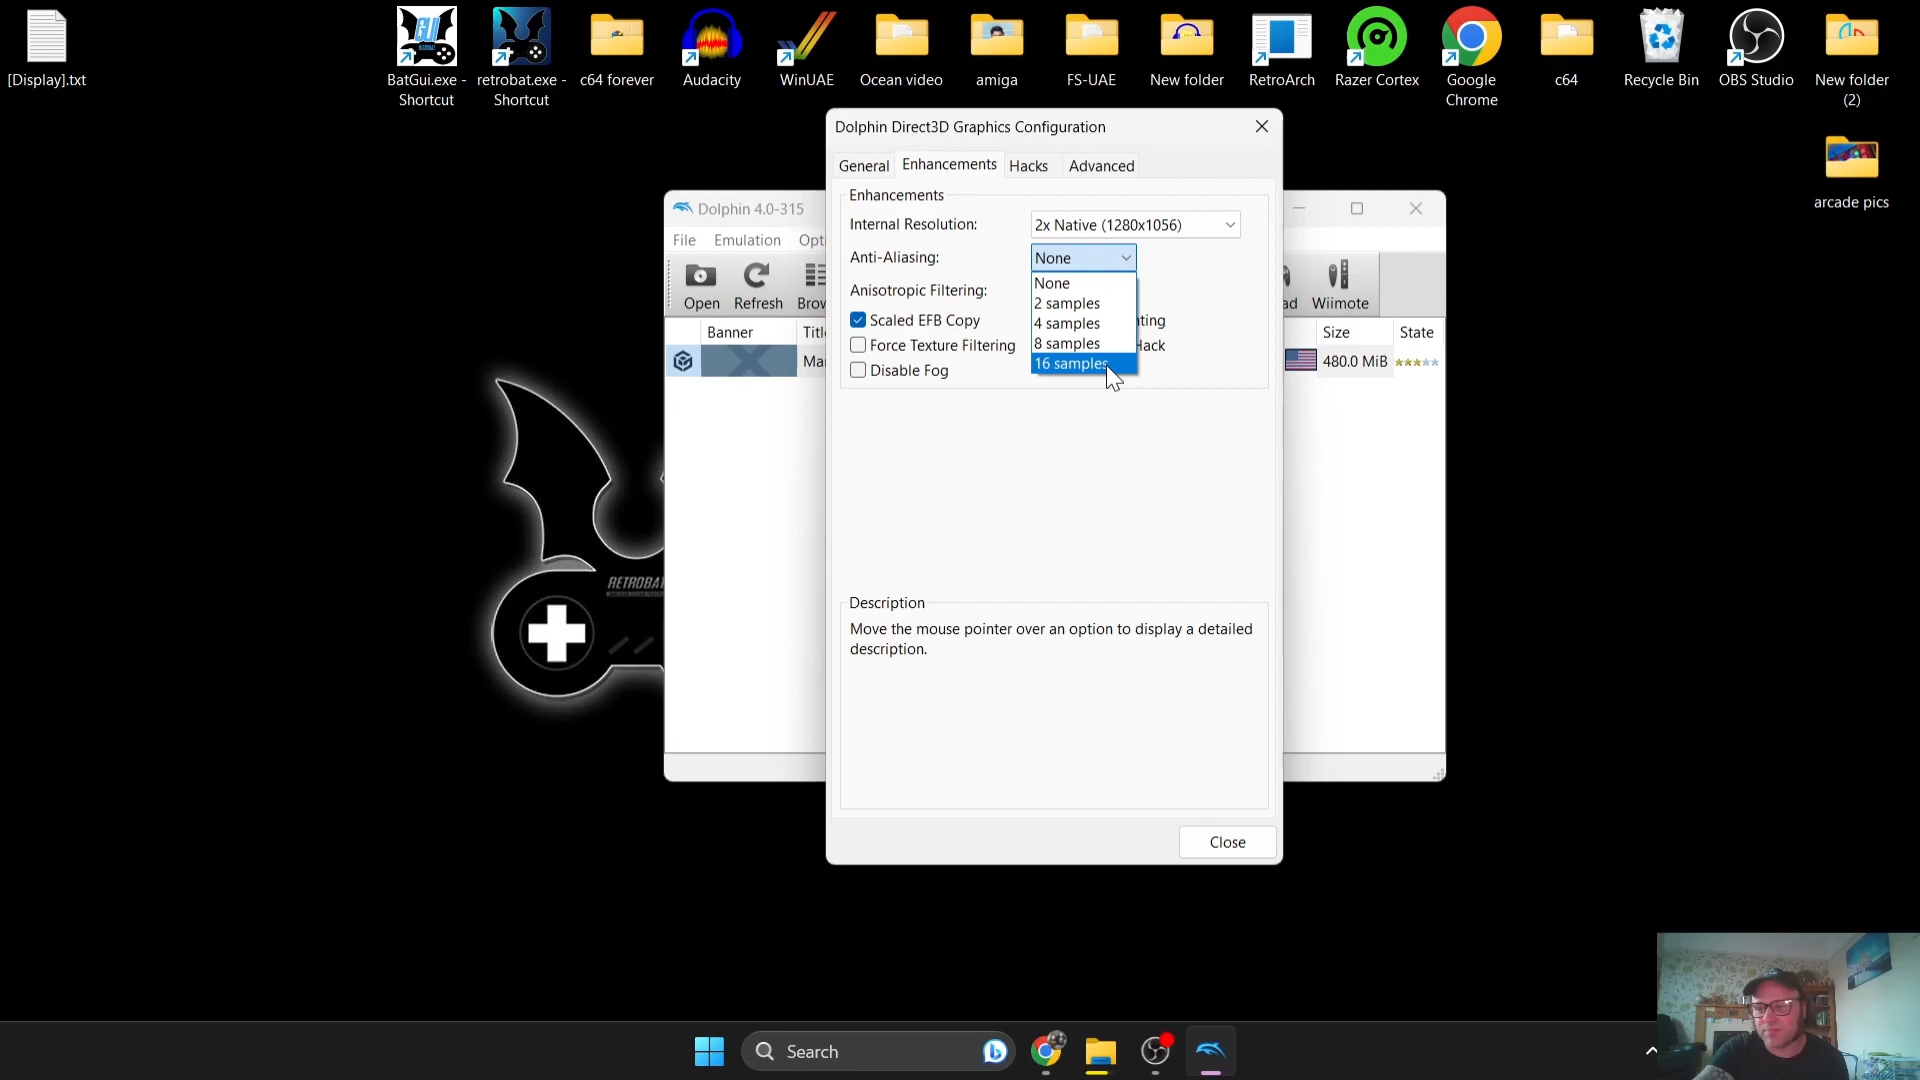 [Display].txt
BatGui.exe - Shortcut
retrobat.exe - Shortcut
c64 forever
Audacity
WinUAE
Ocean video
amiga
FS-UAE
New folder
RetroArch
Razer Cortex
Google Chrome
c64
Recycle Bin
OBS Studio
New folder (2)
arcade pics
GUI
Dolphin Direct3D Graphics Configuration
General Enhancements Hacks Advanced
Enhancements
Internal Resolution: 2x Native (1280x1056)
Anti-Aliasing: None
Anisotropic Filtering:
None
2 samples
4 samples
8 samples
16 samples
Scaled EFB Copy
hting
Force Texture Filtering
Hack
Disable Fog
Description
Move the mouse pointer over an option to display a detailed
description.
Close
Dolphin 4.0-315
File Emulation Opt
Open Refresh Brow
ad Wiimote
Banner Title
Size State
Mar
480.0 MiB
RETROBAT
Search